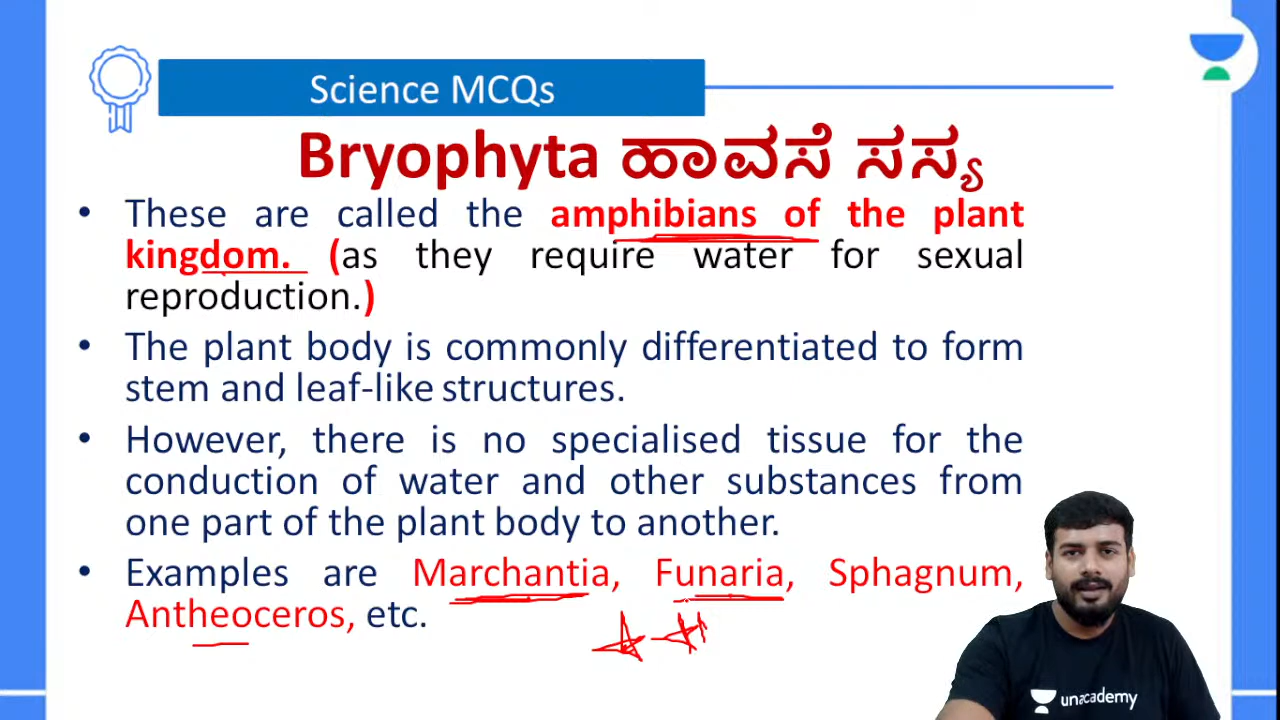 Science MCQs
Bryophyta ಹಾವಸೆ ಸಸ್ಯ
• These are called the amphibians of the plant
kingdom. (as they require water for sexual
reproduction.)
• The plant body is commonly differentiated to form
stem and leaf-like structures.
• However, there is no specialised tissue for the
conduction of water and other substances from
one part of the plant body to another.
• Examples are Marchantia, Funaria, Sphagnum,
Antheoceros, etc.
unacademy